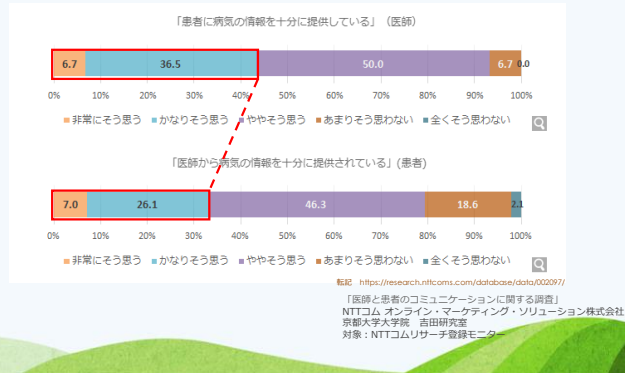 「患者に病気の情報を十分に提供している」（医師）
6.7 36.5 50.0 6.7 0.0
0% 10% 20% 30% 40% 50% 60% 70% 80% 90% 100%
非常にそう思う かなりそう思う ややそう思う あまりそう思わない 全くそう思わない
「医師から病気の情報を十分に提供されている」(患者)
7.0 26.1 46.3 18.6 2.1
0% 10% 20% 30% 40% 50% 60% 70% 80% 90% 100%
非常にそう思う かなりそう思う ややそう思う あまりそう思わない 全くそう思わない
転記 https://research.nttcoms.com/database/data/002097/
「医師と患者のコミュニケーションに関する調査」
NTTコム オンライン・マーケティング・ソリューション株式会社
京都大学大学院 吉田研究室
対象：NTTコムリサーチ登録モニター